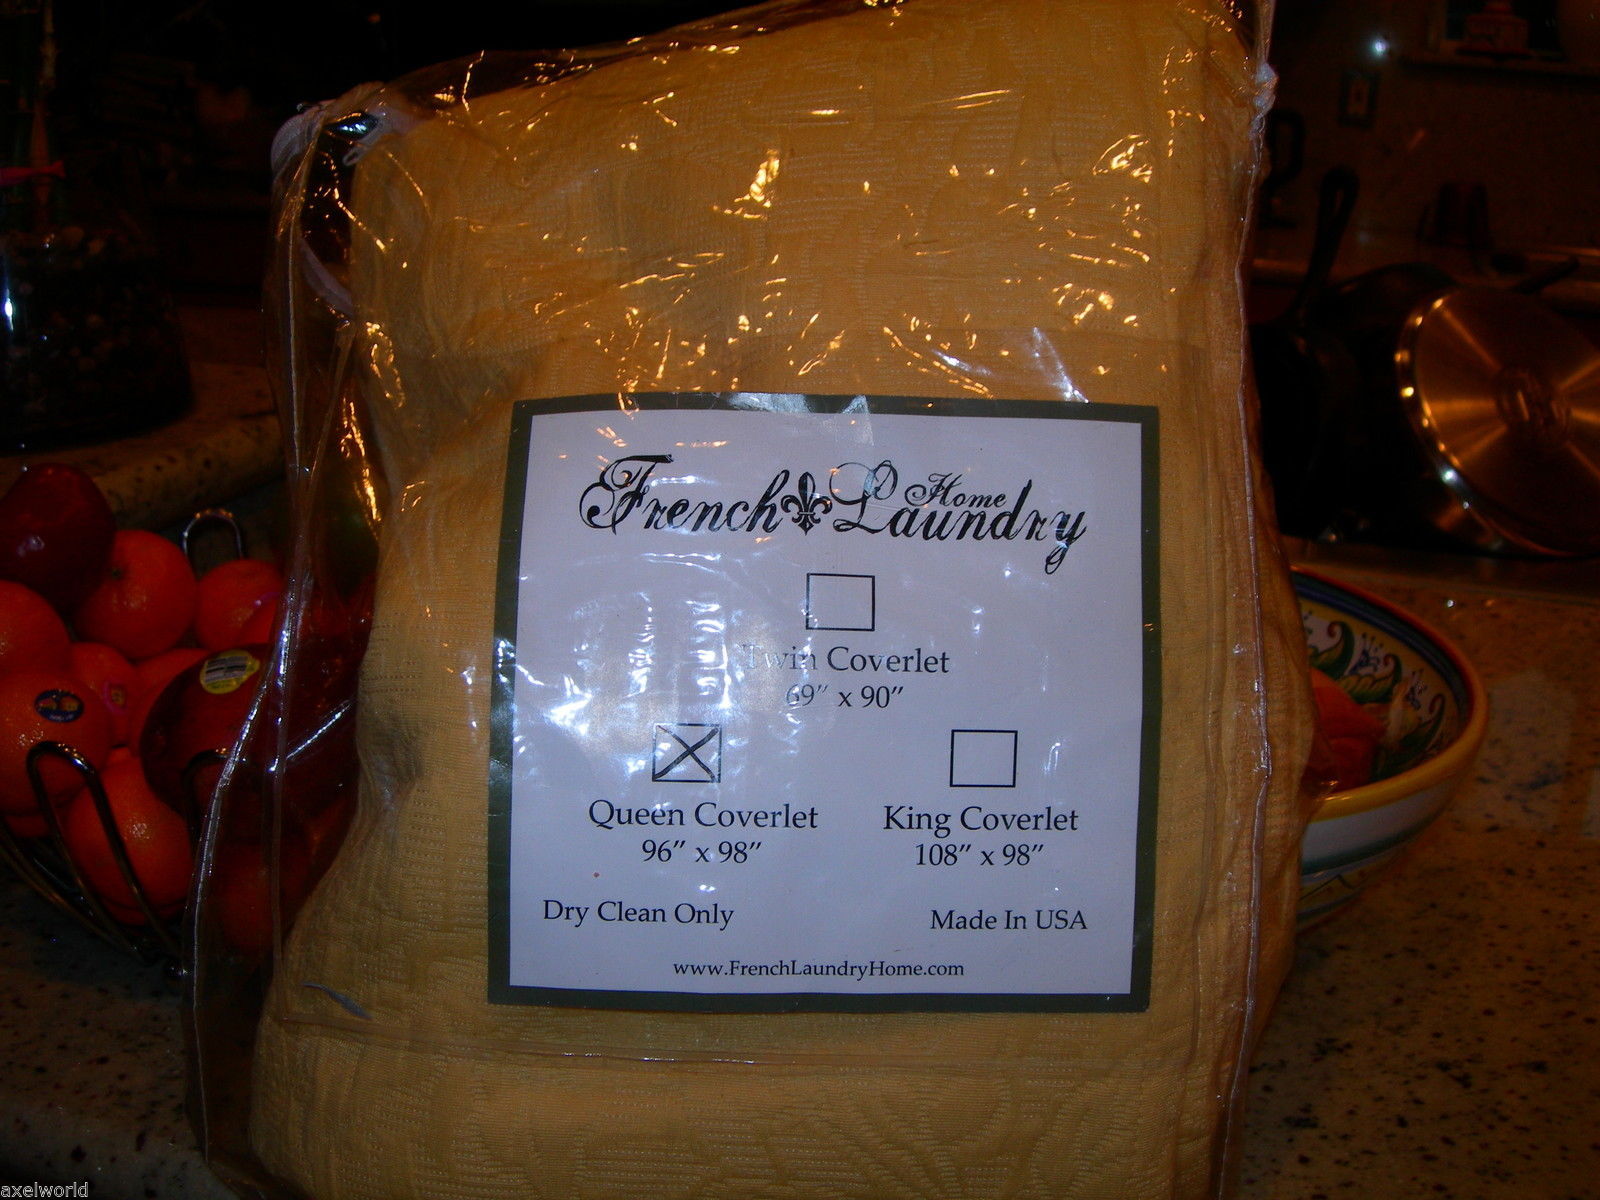 French Home Laundry
Twin Coverlet
69" x 90"
Queen Coverlet
96" x 98"
King Coverlet
108" x 98"
Dry Clean Only
Made In USA
www.FrenchLaundryHome.com
axelworld